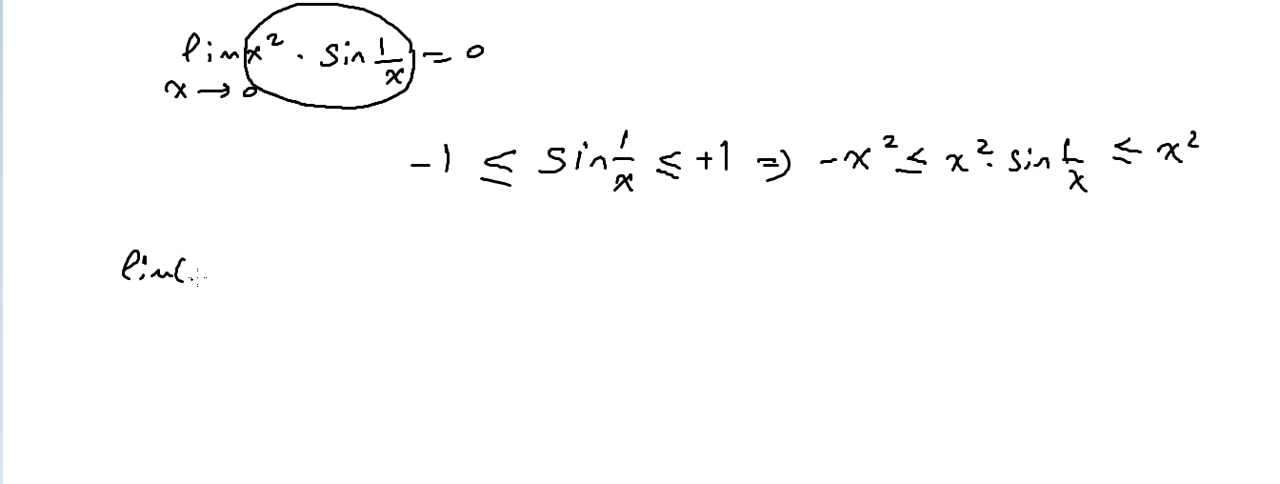 lim x² · sin 1/x = 0
x → 0
-1 ≤ sin 1/x ≤ +1 ⇒ -x² ≤ x² · sin 1/x ≤ x²
lim(